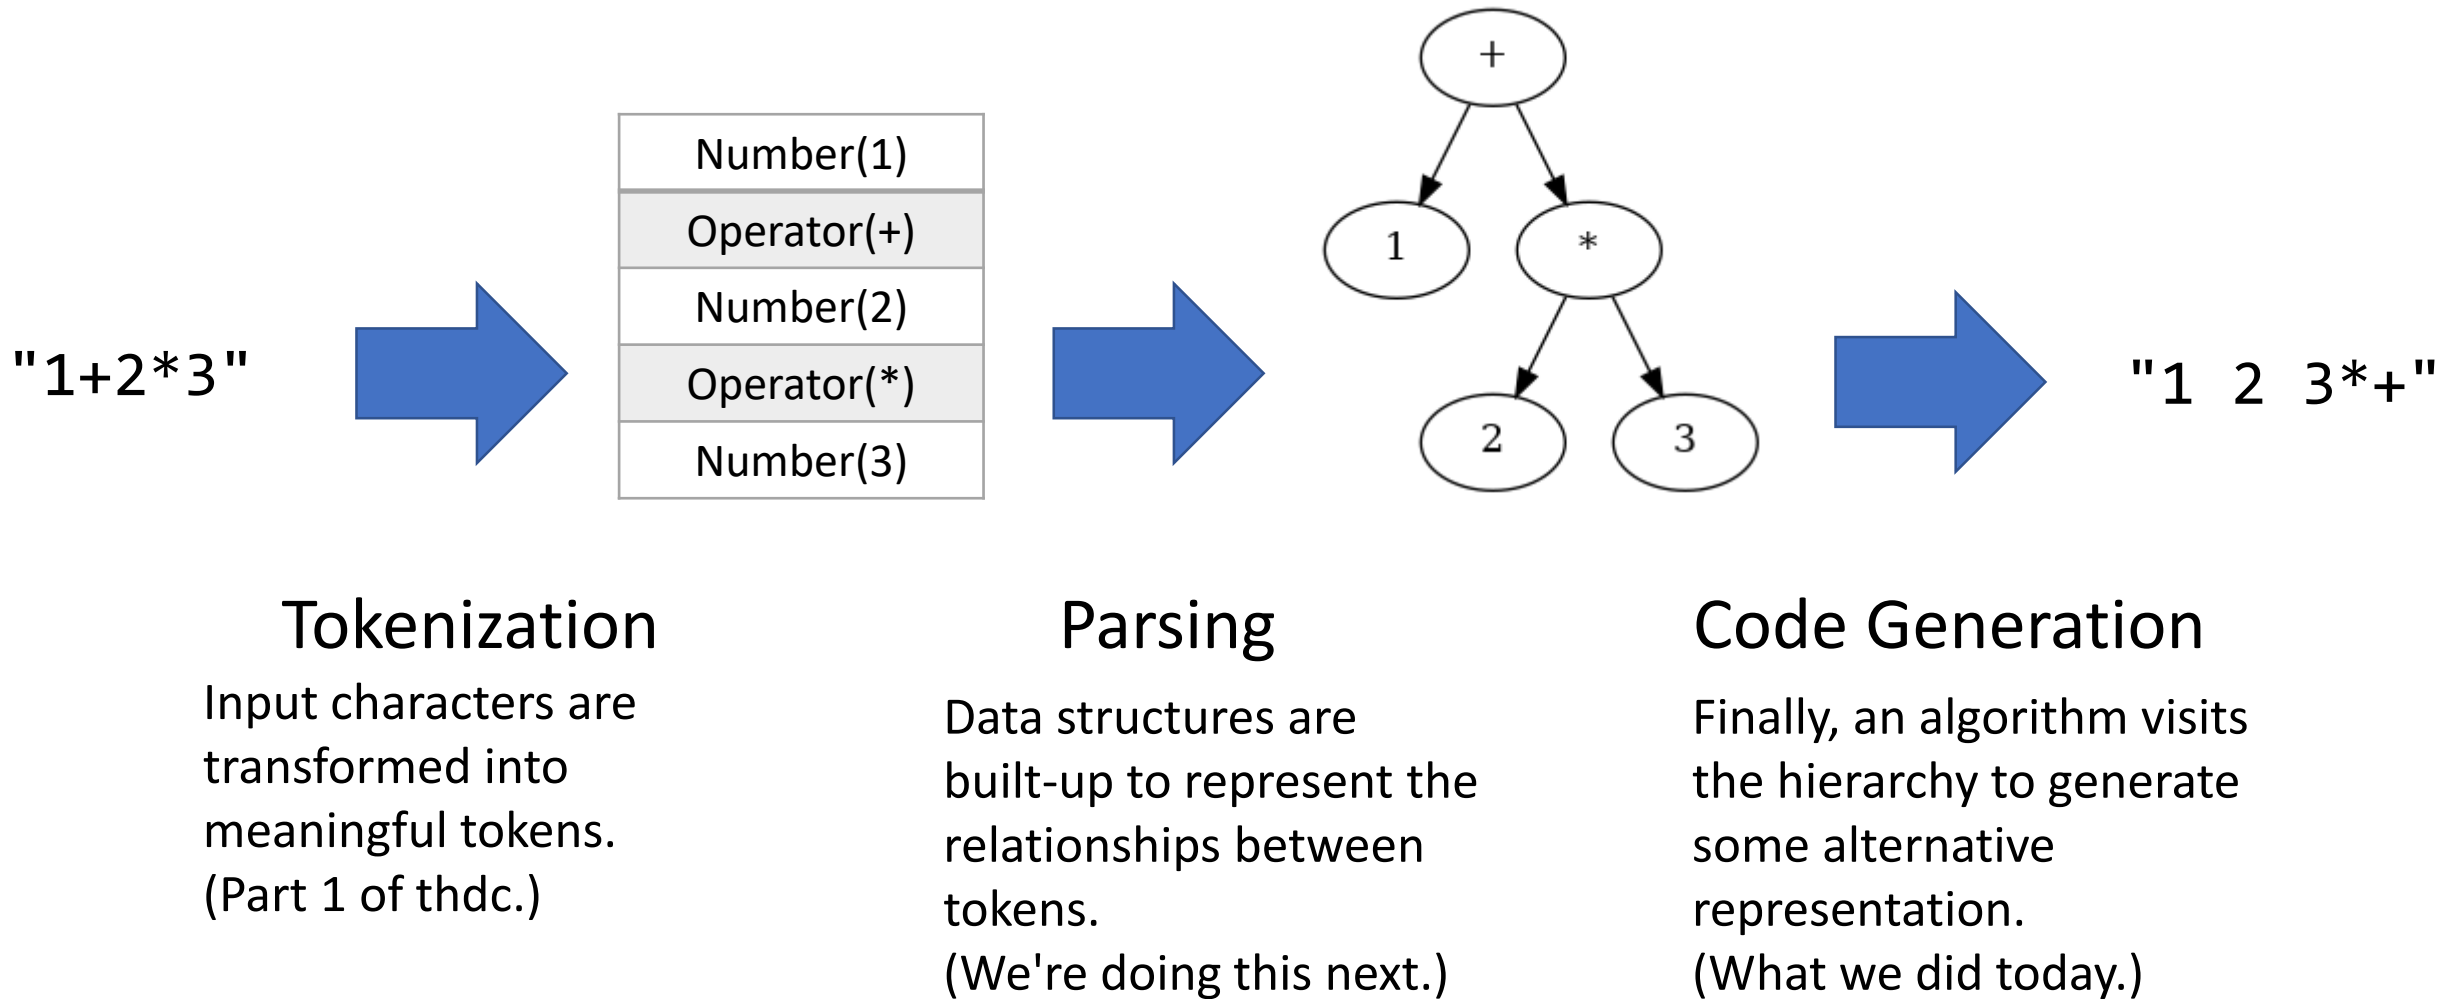 "1+2*3"
Number(1)
Operator(+)
Number(2)
Operator(*)
Number(3)
+
1
*
2
3
"1 2 3*+"
Tokenization
Input characters are
transformed into
meaningful tokens.
(Part 1 of thdc.)
Parsing
Data structures are
built-up to represent the
relationships between
tokens.
(We're doing this next.)
Code Generation
Finally, an algorithm visits
the hierarchy to generate
some alternative
representation.
(What we did today.)